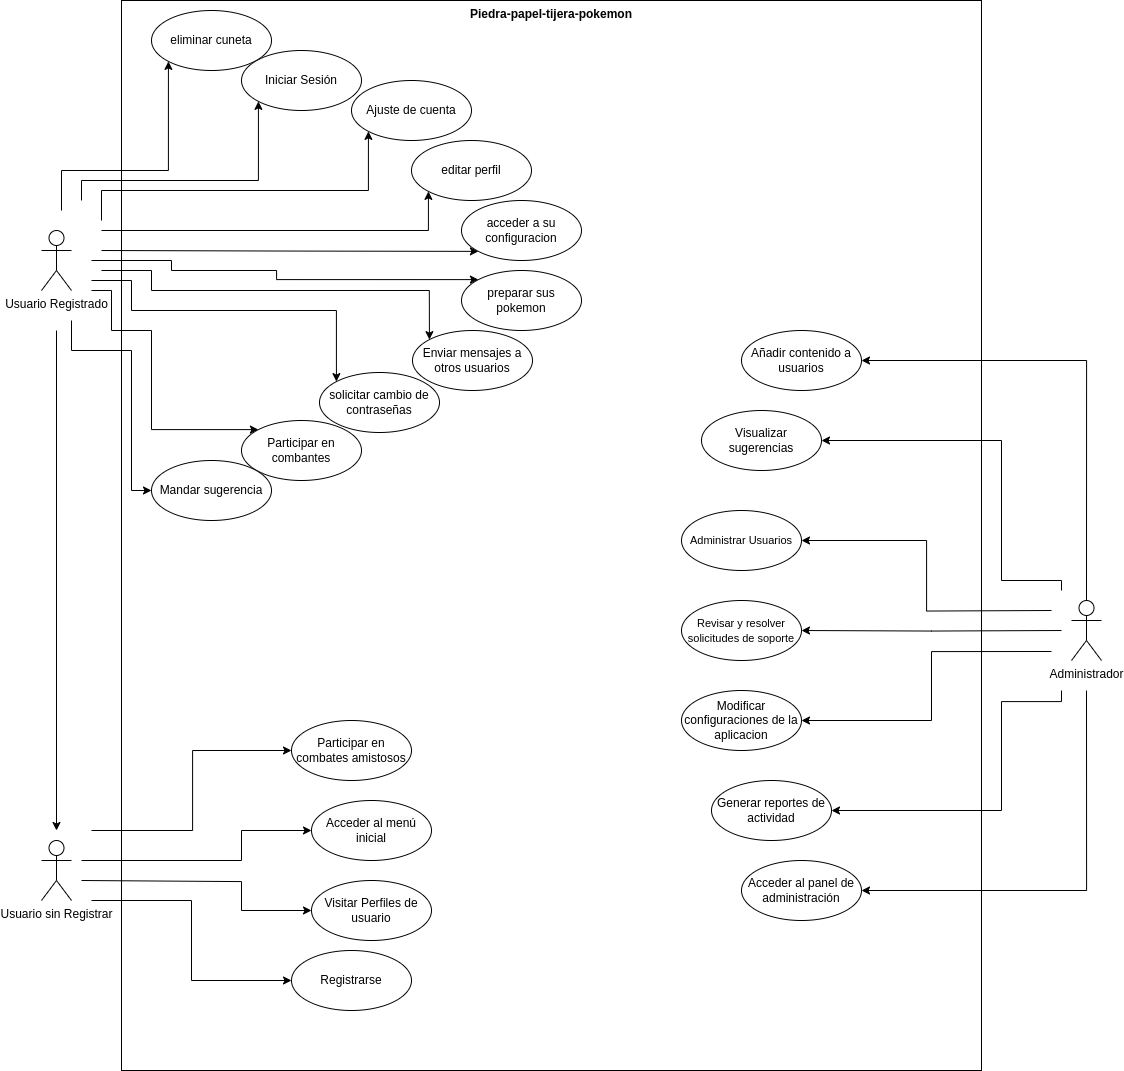 Piedra-papel-tijera-pokemon
eliminar cuneta
Iniciar Sesión
Ajuste de cuenta
editar perfil
acceder a su
configuracion
preparar sus
pokemon
Enviar mensajes a
otros usuarios
solicitar cambio de
contraseñas
Participar en
combantes
Mandar sugerencia
Usuario Registrado
Añadir contenido a
usuarios
Visualizar
sugerencias
Administrar Usuarios
Revisar y resolver
solicitudes de soporte
Modificar
configuraciones de la
aplicacion
Generar reportes de
actividad
Acceder al panel de
administración
Administrador
Participar en
combates amistosos
Acceder al menú
inicial
Visitar Perfiles de
usuario
Registrarse
Usuario sin Registrar